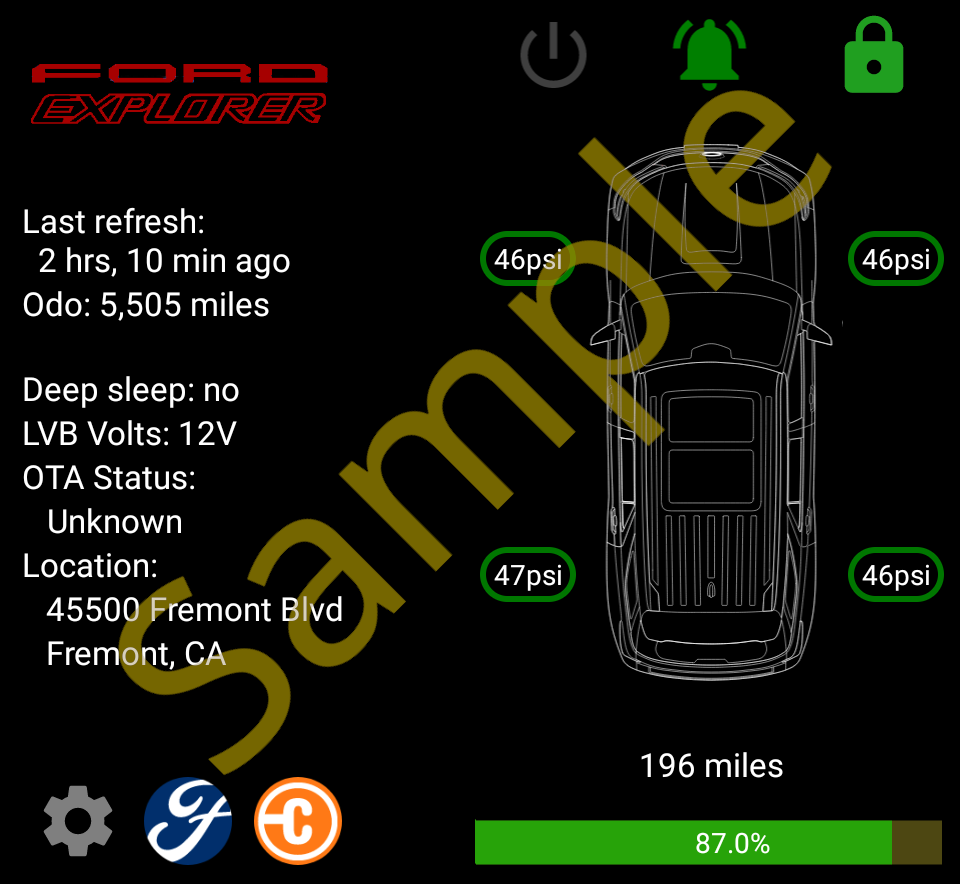 FORD
EXPLORER
Last refresh:
2 hrs, 10 min ago
Odo: 5,505 miles
Deep sleep: no
LVB Volts: 12V
OTA Status:
Unknown
Location:
45500 Fremont Blvd
Fremont, CA
46psi
46psi
47psi
46psi
Sample
196 miles
F
C
87.0%